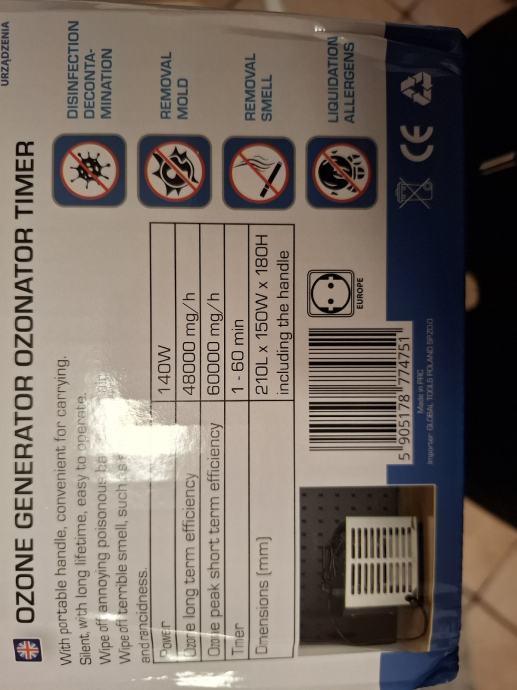 URZĄDZENIA
OZONE GENERATOR OZONATOR TIMER
With portable handle, convenient for carrying.
Silent, with long lifetime, easy to operate.
Wipe off annoying poisonous
Wipe off terrible smell, such as
and rancidness.
Power 140W
Ozone long term efficiency 48000 mg/h
Ozone peak short term efficiency 60000 mg/h
Timer 1 - 60 min
Dmensions (mm) 210L x 150W x 180H
including the handle
DISINFECTION
DECONTA-
MINATION
REMOVAL
MOLD
REMOVAL
SMELL
LIQUIDATION
ALLERGENS
EUROPE
CE
5 905178 774751
Made in PRC
Importer GLOBAL TOOLS POLAND SP.Z O.O